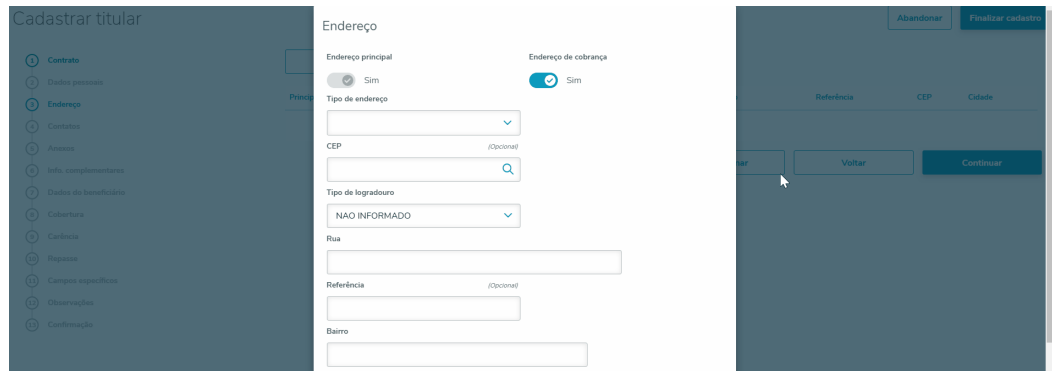 Cadastrar titular
Abandonar
Finalizar cadastro
1 Contrato
2 Dados pessoais
3 Endereço
4 Contatos
5 Anexos
6 Info. complementares
7 Dados do beneficiário
8 Cobertura
9 Carência
10 Repasse
11 Campos específicos
12 Observações
13 Confirmação
Princip
Referência
CEP
Cidade
Voltar
Continuar
Endereço
Endereço principal
Endereço de cobrança
Sim
Sim
Tipo de endereço
CEP
(Opcional)
Tipo de logradouro
NAO INFORMADO
Rua
Referência
(Opcional)
Bairro